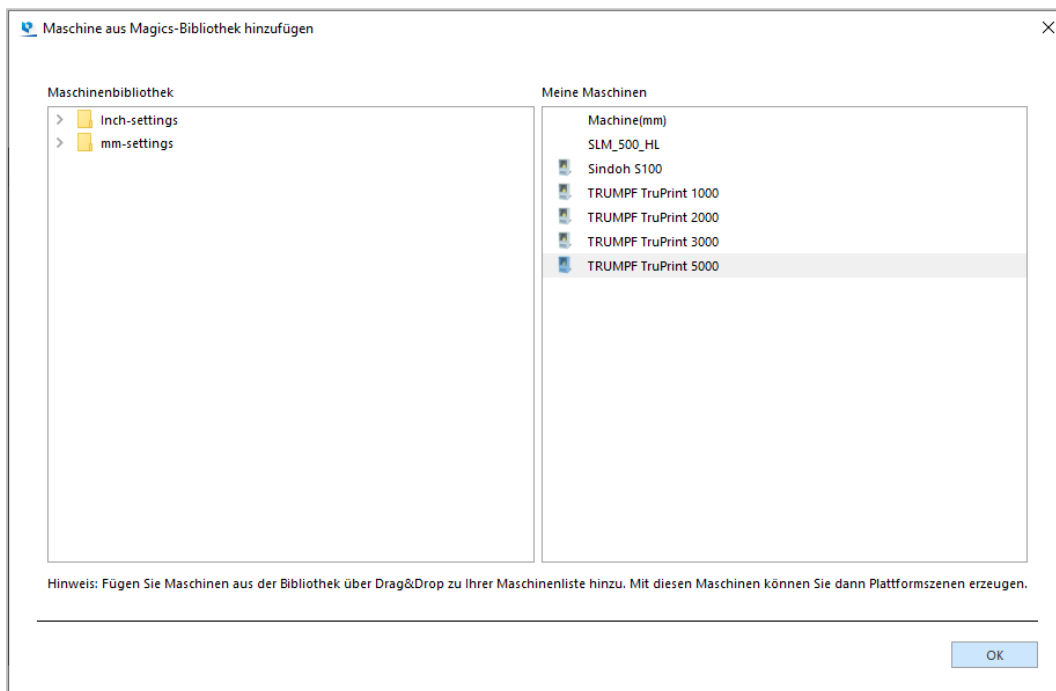 Maschine aus Magics-Bibliothek hinzufügen
Maschinenbibliothek
Inch-settings
mm-settings
Meine Maschinen
Machine(mm)
SLM_500_HL
Sindoh S100
TRUMPF TruPrint 1000
TRUMPF TruPrint 2000
TRUMPF TruPrint 3000
TRUMPF TruPrint 5000
Hinweis: Fügen Sie Maschinen aus der Bibliothek über Drag&Drop zu Ihrer Maschinenliste hinzu. Mit diesen Maschinen können Sie dann Plattformszenen erzeugen.
OK